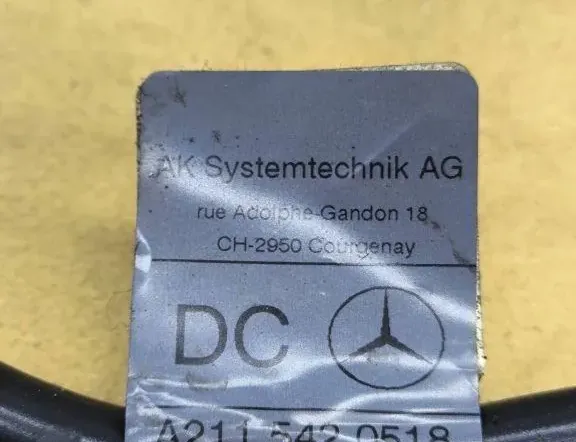 AK Systemtechnik AG
rue Adolphe-Gandon 18
CH-2950 Courgenay
DC
A211 542 0518